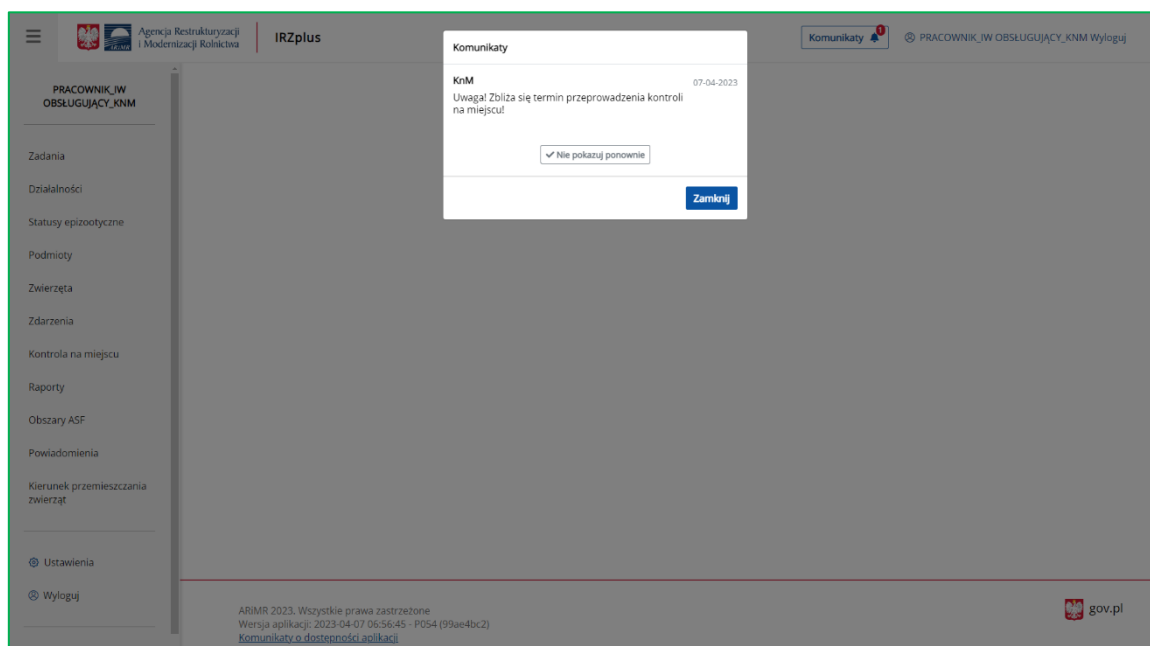 Agencja Restrukturyzacji
i Modernizacji Rolnictwa
ARiMR
IRZplus
Komunikaty 1
PRACOWNIK_IW OBSŁUGUJĄCY_KNM Wyloguj
Komunikaty
KnM
07-04-2023
Uwaga! Zbliża się termin przeprowadzenia kontroli
na miejscu!
Nie pokazuj ponownie
Zamknij
PRACOWNIK_IW
OBSŁUGUJĄCY_KNM
Zadania
Działalności
Statusy epizootyczne
Podmioty
Zwierzęta
Zdarzenia
Kontrola na miejscu
Raporty
Obszary ASF
Powiadomienia
Kierunek przemieszczania
zwierząt
Ustawienia
Wyloguj
ARiMR 2023. Wszystkie prawa zastrzeżone
Wersja aplikacji: 2023-04-07 06:56:45 - P054 (99ae4bc2)
Komunikaty o dostępności aplikacji
gov.pl